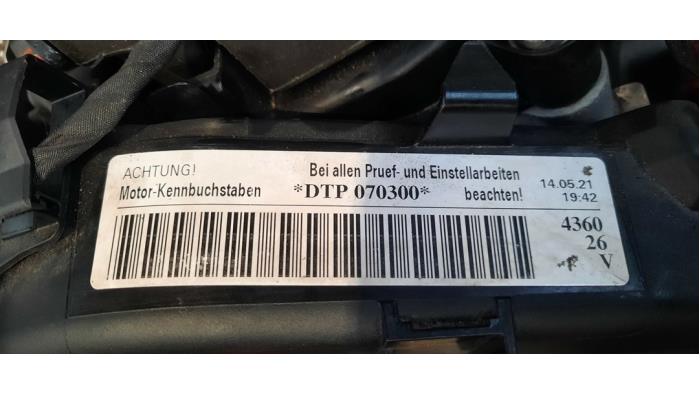 ACHTUNG! Bei allen Pruef- und Einstellarbeiten 14.05.21
Motor-Kennbuchstaben *DTP 070300* beachten! 19:42
4360
26
V